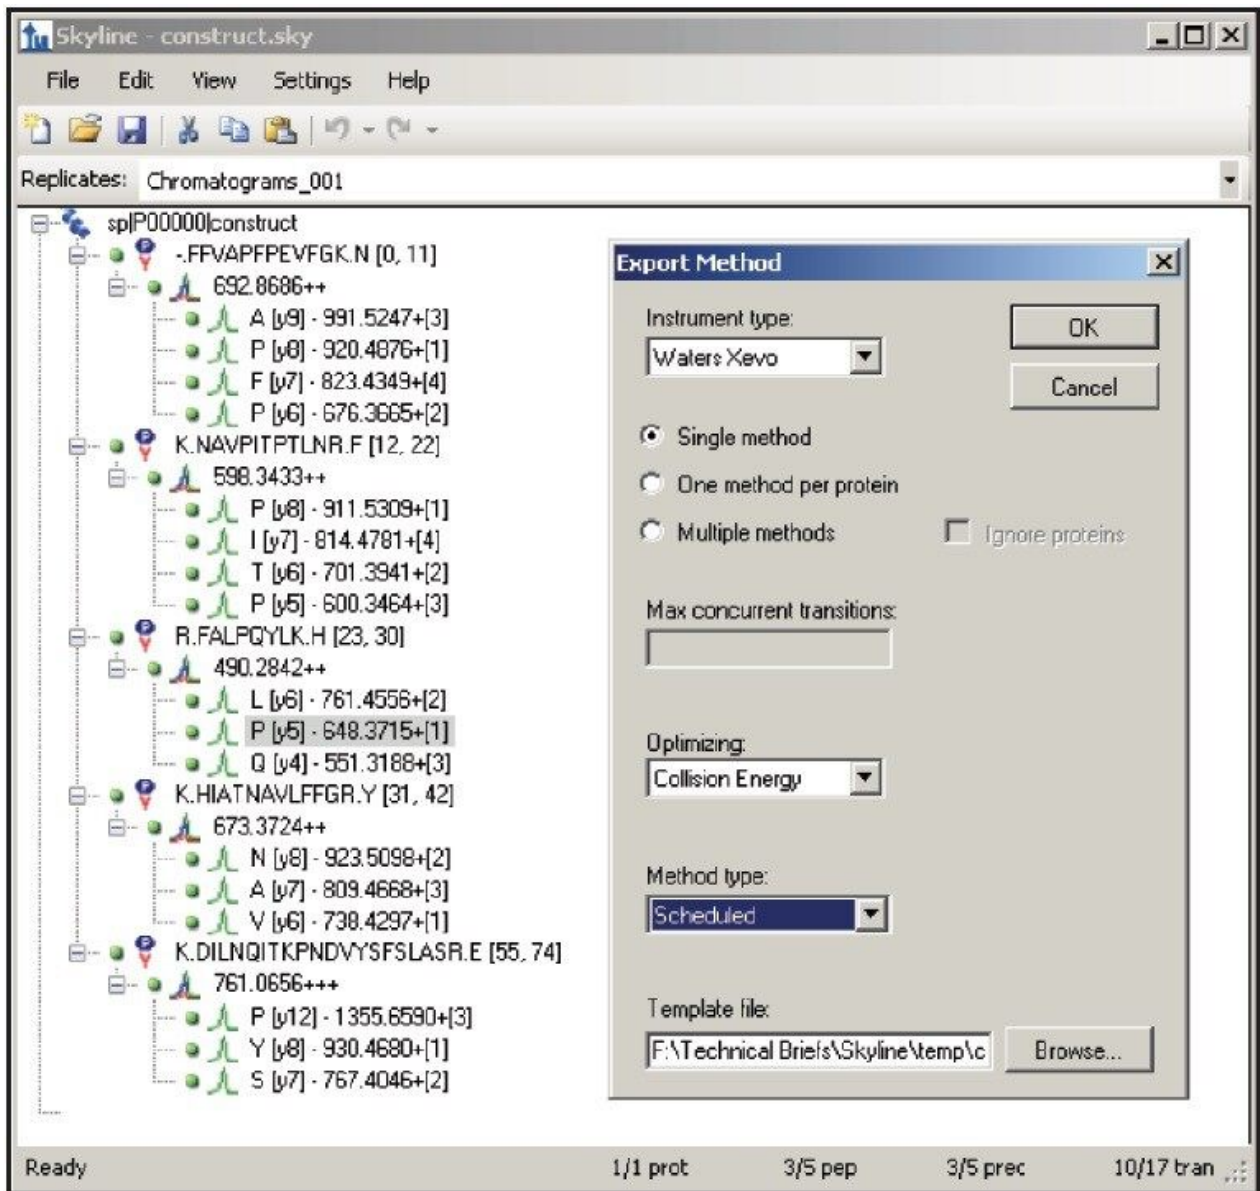 Skyline - construct.sky
File Edit View Settings Help
Replicates: Chromatograms_001
sp|P00000|construct
-.FFVAPFPEVFGK.N [0, 11]
692.8686++
A [y9] - 991.5247+[3]
P [y8] - 920.4876+[1]
F [y7] - 823.4349+[4]
P [y6] - 676.3665+[2]
K.NAVPITPTLNR.F [12, 22]
598.3433++
P [y8] - 911.5309+[1]
I [y7] - 814.4781+[4]
T [y6] - 701.3941+[2]
P [y5] - 600.3464+[3]
R.FALPQYLK.H [23, 30]
490.2842++
L [y6] - 761.4556+[2]
P [y5] - 648.3715+[1]
Q [y4] - 551.3188+[3]
K.HIATNAVLFFGR.Y [31, 42]
673.3724++
N [y8] - 923.5098+[2]
A [y7] - 809.4668+[3]
V [y6] - 738.4297+[1]
K.DILNQITKPNDVYSFSLASR.E [55, 74]
761.0656+++
P [y12] - 1355.6590+[3]
Y [y8] - 930.4680+[1]
S [y7] - 767.4046+[2]
Export Method
Instrument type:
Waters Xevo
OK
Cancel
Single method
One method per protein
Multiple methods
Ignore proteins
Max concurrent transitions:
Optimizing:
Collision Energy
Method type:
Scheduled
Template file:
F:\Technical Briefs\Skyline\temp\c
Browse...
Ready 1/1 prot 3/5 pep 3/5 prec 10/17 tran